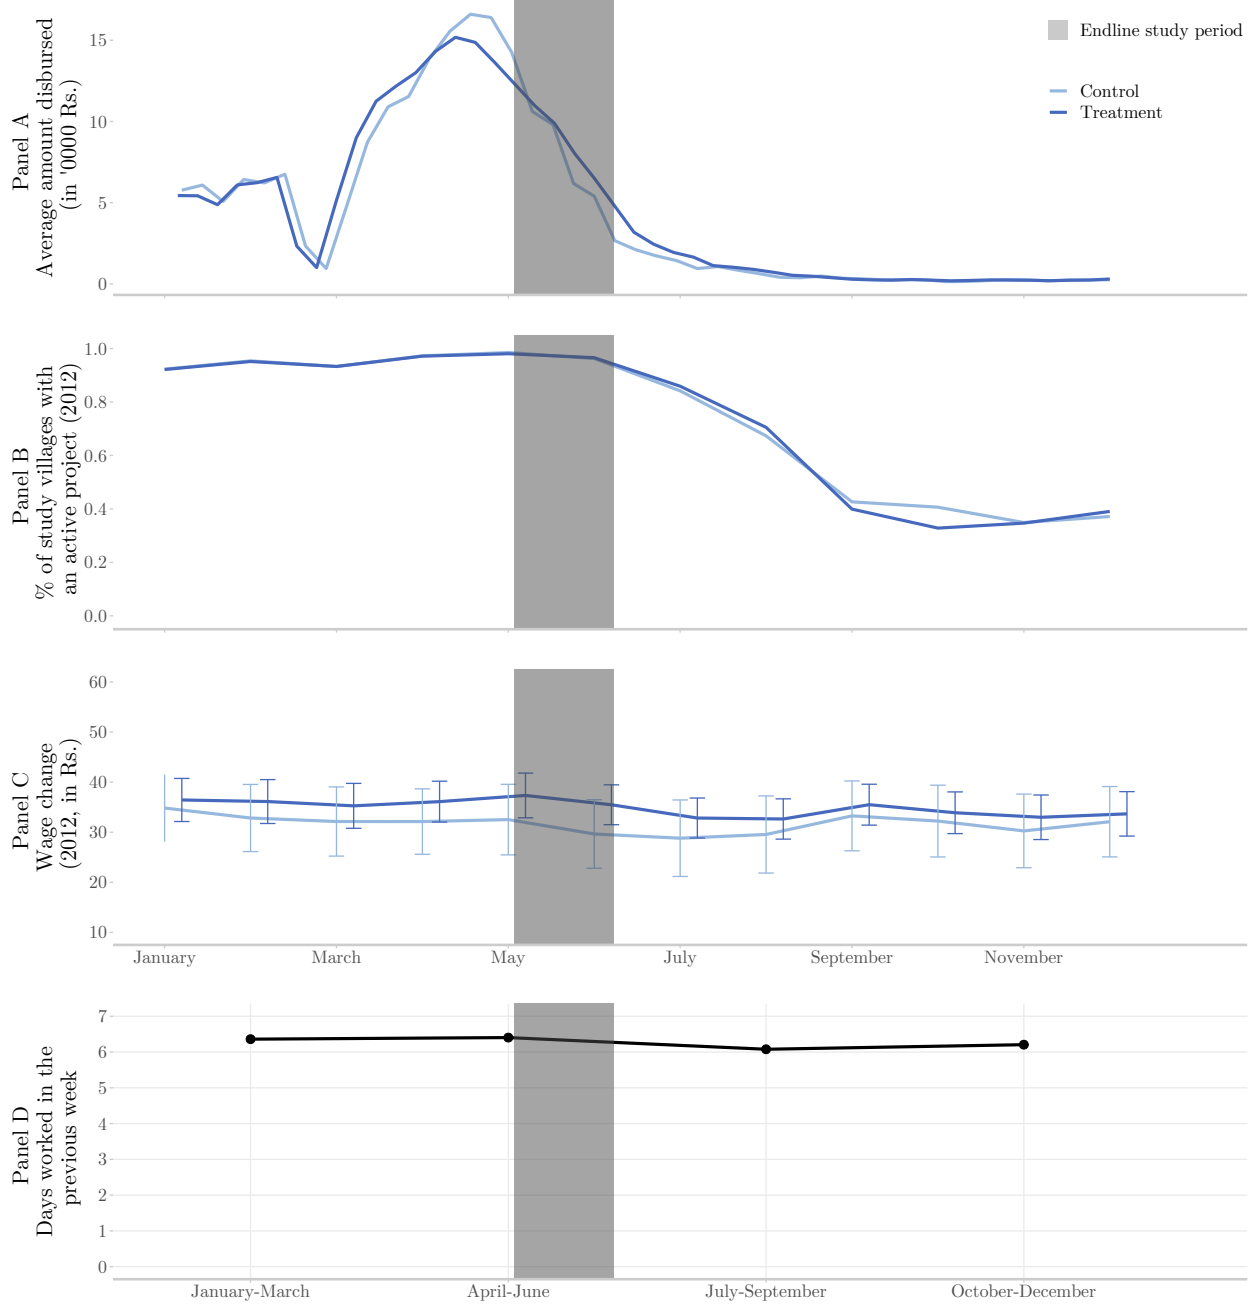 Panel A
Average amount disbursed
(in '0000 Rs.)
15
10
5
0
Endline study period
Control
Treatment
Panel B
% of study villages with
an active project (2012)
1.0
0.8
0.6
0.4
0.2
0.0
Panel C
Wage change
(2012, in Rs.)
60
50
40
30
20
10
January
March
May
July
September
November
Panel D
Days worked in the
previous week
7
6
5
4
3
2
1
0
January-March
April-June
July-September
October-December